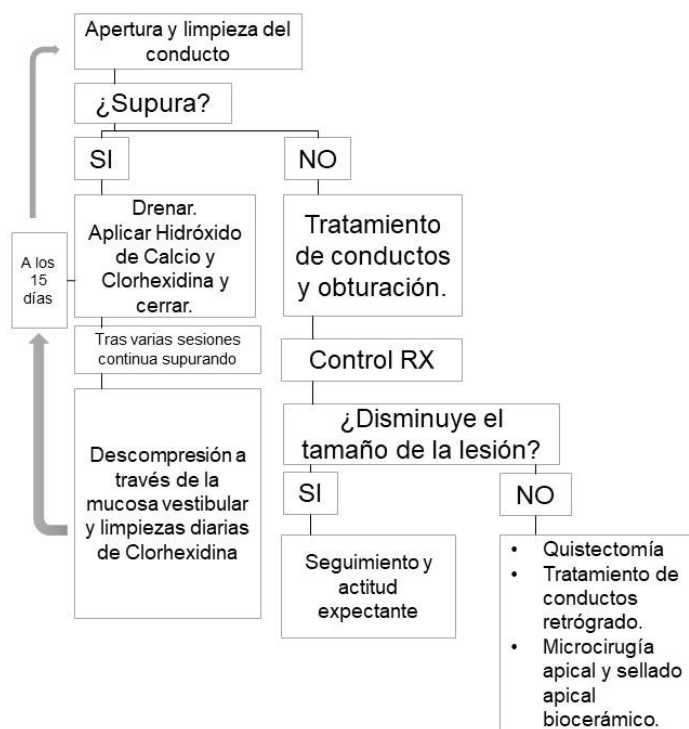 Apertura y limpieza del
conducto
¿Supura?
SI
NO
Drenar.
Aplicar Hidróxido
de Calcio y
Clorhexidina y
cerrar.
A los
15
días
Tratamiento
de conductos
y obturación.
Tras varias sesiones
continua supurando
Control RX
Descompresión a
través de la
mucosa vestibular
y limpiezas diarias
de Clorhexidina
¿Disminuye el
tamaño de la lesión?
SI
NO
Seguimiento y
actitud
expectante
• Quistectomía
• Tratamiento de
conductos
retrógrado.
• Microcirugía
apical y sellado
apical
biocerámico.